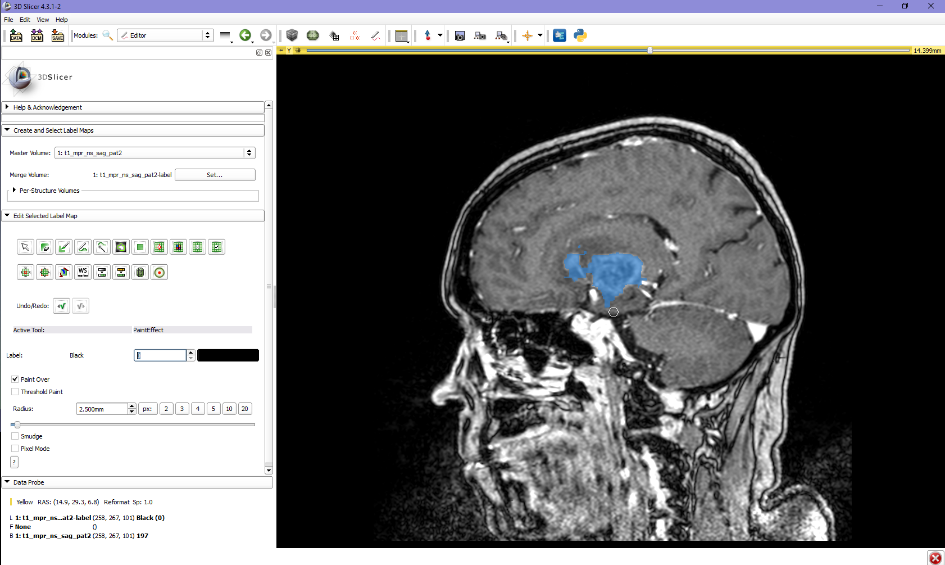 3D Slicer 4.3.1-2
File Edit View Help
DATA DCM SAVE Modules: Editor
14.399mm
3DSlicer
Help & Acknowledgement
Create and Select Label Maps
Master Volume: 1: t1_mpr_ns_sag_pat2
Merge Volume: 1: t1_mpr_ns_sag_pat2-label Set...
Per-Structure Volumes
Edit Selected Label Map
WS
Undo/Redo:
Active Tool: PaintEffect
Label: Black
Paint Over
Threshold Paint
Radius: 2.500mm px: 2 3 4 5 10 20
Smudge
Pixel Mode
Data Probe
Yellow RAS: (14.9, 29.3, 6.8) Reformat Sp: 1.0
L 1: t1_mpr_ns...at2-label (258, 267, 101) Black (0)
F None ()
B 1: t1_mpr_ns_sag_pat2 (258, 267, 101) 197